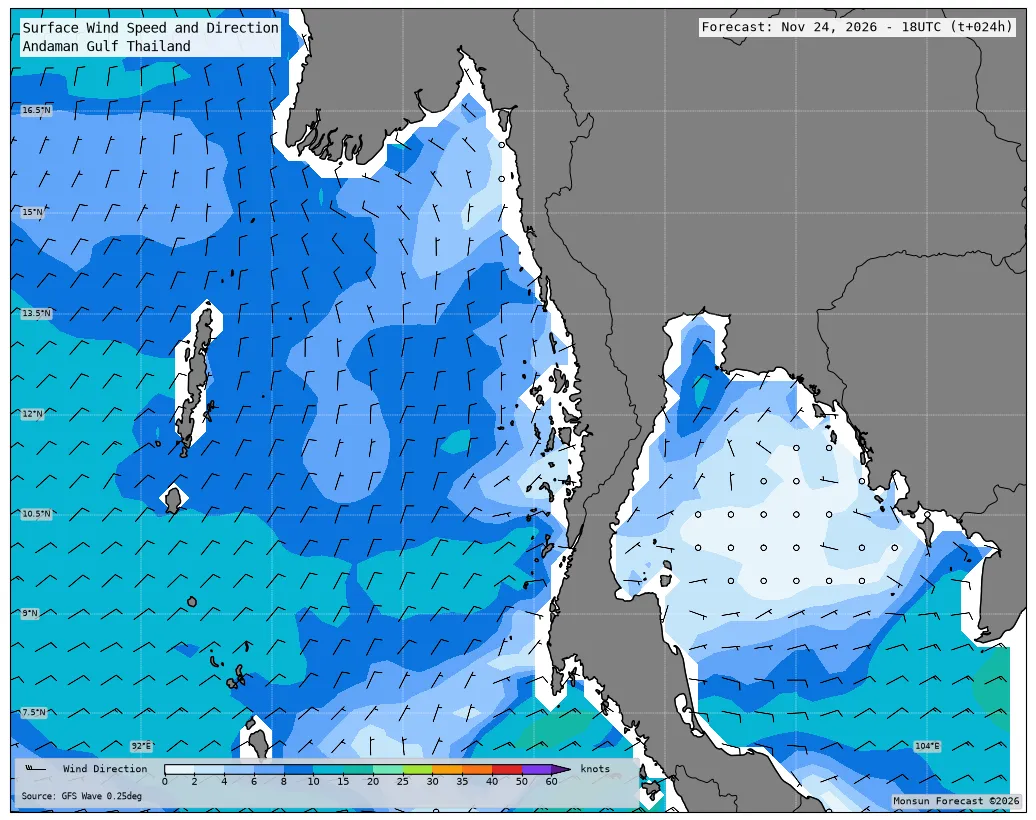 Surface Wind Speed and Direction
Andaman Gulf Thailand
Forecast: Nov 24, 2026 - 18UTC (t+024h)
16.5°N
15°N
13.5°N
12°N
10.5°N
9°N
7.5°N
92°E
104°E
Wind Direction
0 2 4 6 8 10 15 20 25 30 35 40 50 60
knots
Source: GFS Wave 0.25deg
Monsun Forecast ©2026